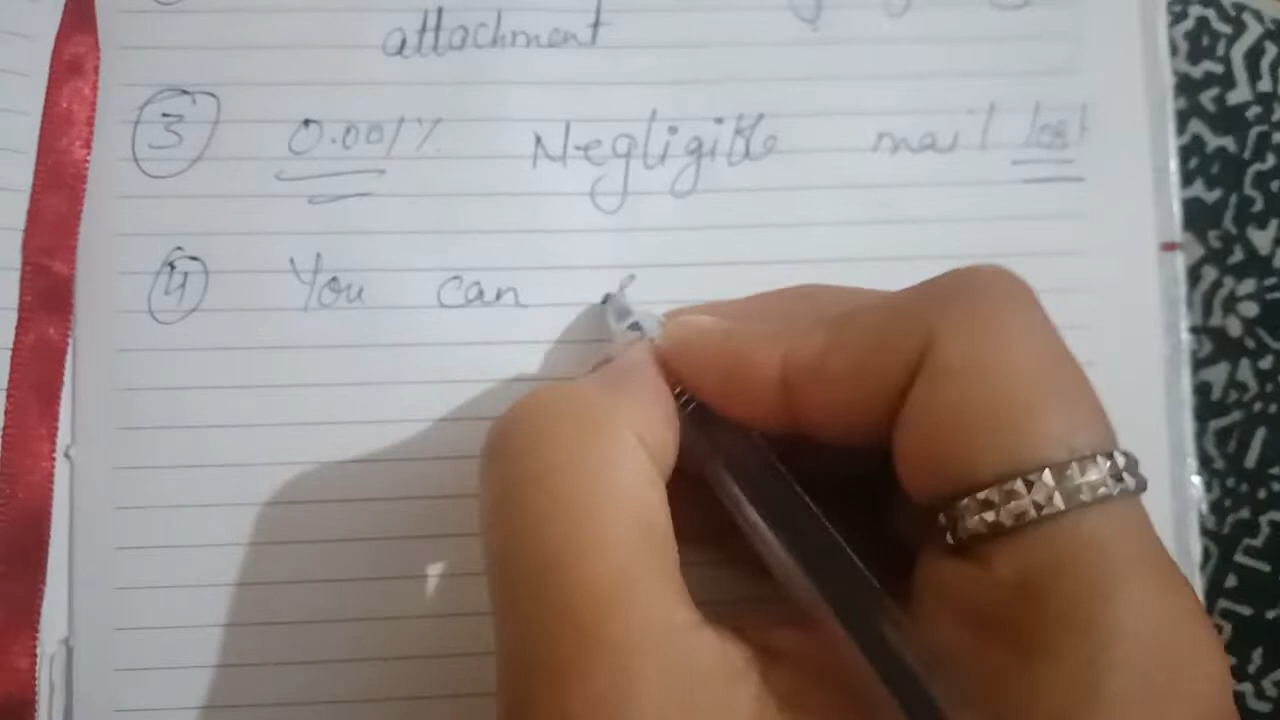 attachment
③ 0.001% Negligible mail lost
④ You can